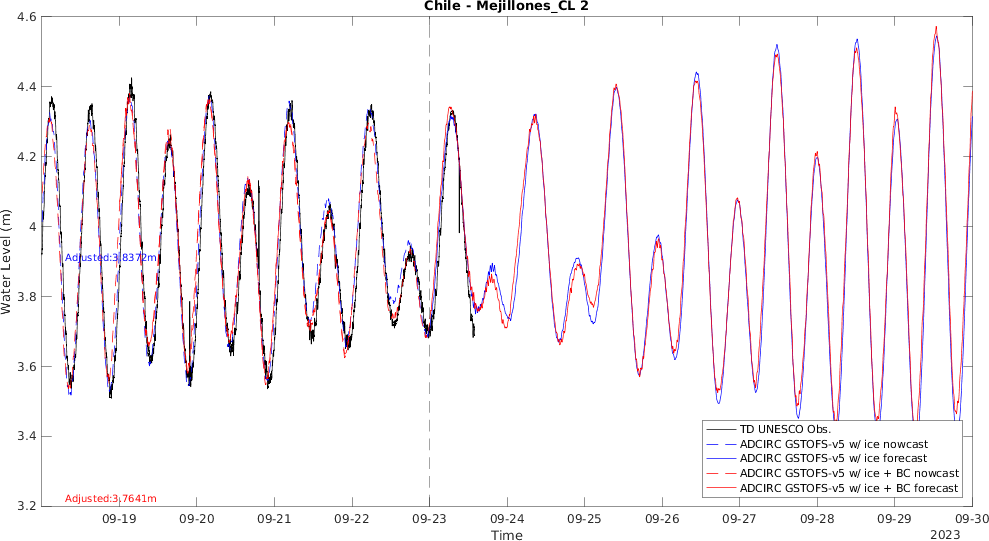 Chile - Mejillones_CL 2
4.6
4.4
4.2
4
3.8
3.6
3.4
3.2
Water Level (m)
Adjusted:3.8372m
Adjusted:3.7641m
TD UNESCO Obs.
ADCIRC GSTOFS-v5 w/ ice nowcast
ADCIRC GSTOFS-v5 w/ ice forecast
ADCIRC GSTOFS-v5 w/ ice + BC nowcast
ADCIRC GSTOFS-v5 w/ ice + BC forecast
09-19 09-20 09-21 09-22 09-23 09-24 09-25 09-26 09-27 09-28 09-29 09-30
Time
2023